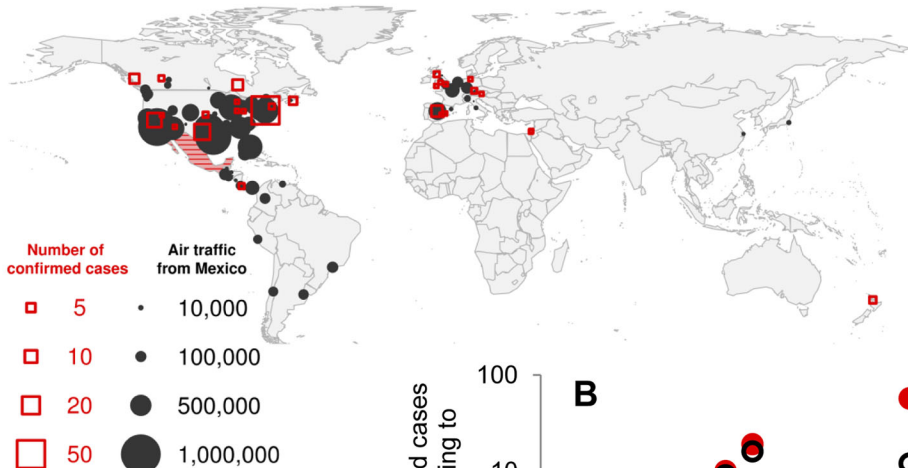 Number of
confirmed cases
Air traffic
from Mexico
5
10,000
10
100,000
20
500,000
50
1,000,000
B
100
10
cases